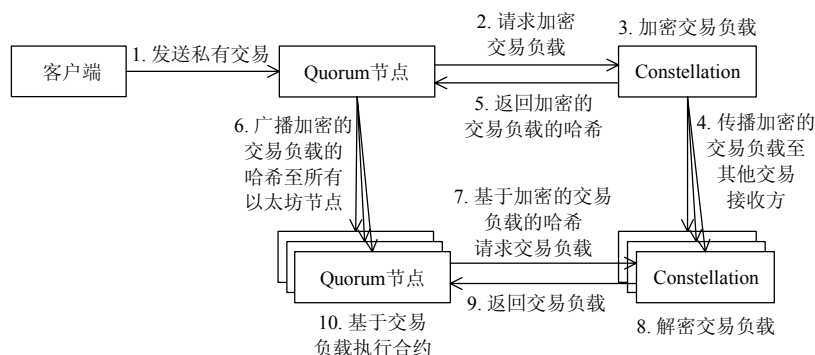 客户端
1. 发送私有交易
Quorum节点
2. 请求加密
交易负载
3. 加密交易负载
Constellation
5. 返回加密的
交易负载的哈希
6. 广播加密的
交易负载的
哈希至所有
以太坊节点
4. 传播加密的
交易负载至
其他交易
接收方
7. 基于加密的交易
负载的哈希
请求交易负载
Quorum节点
Constellation
9. 返回交易负载
10. 基于交易
负载执行合约
8. 解密交易负载